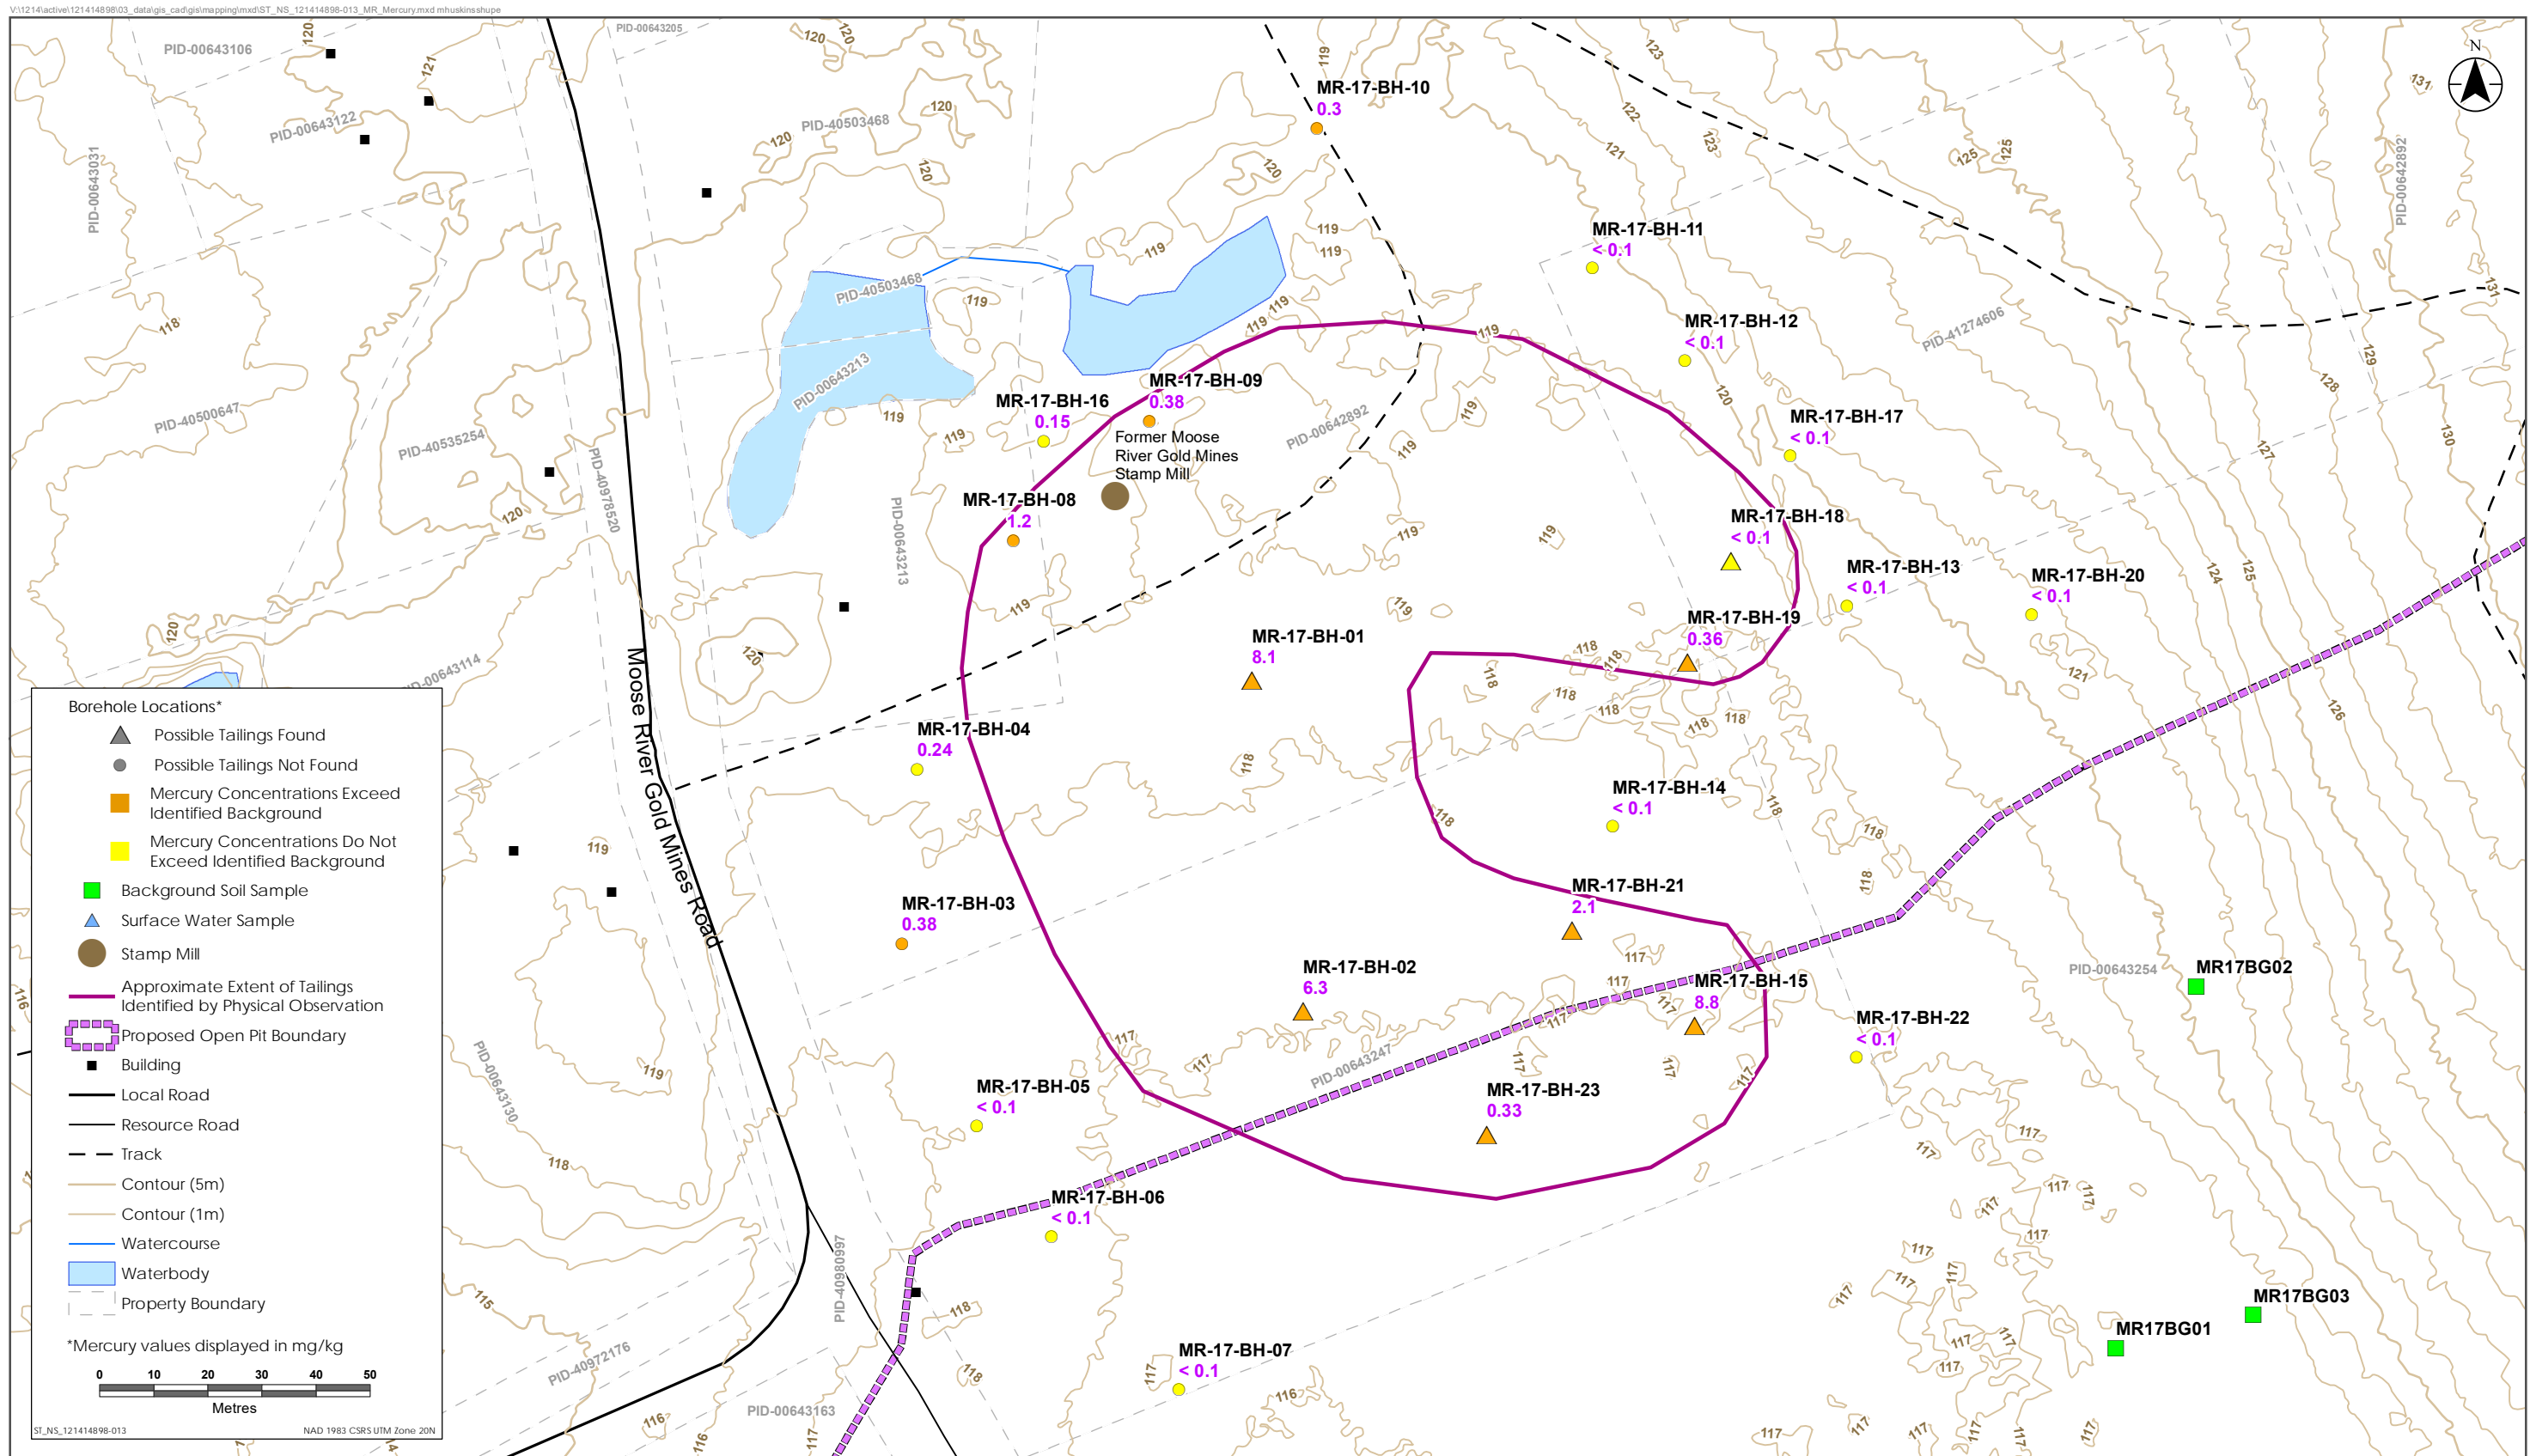 V:\1214\active\121414898\03_data\gis_cad\gis\mapping\mxd\ST_NS_121414898-013_MR_Mercury.mxd mhuskinsshupe
N
PID-00643106
PID-00643205
PID-00643122
PID-40503468
PID-00643031
PID-00642892
MR-17-BH-10
0.3
MR-17-BH-11
< 0.1
PID-40503468
MR-17-BH-12
< 0.1
PID-41274606
PID-00643213
MR-17-BH-09
0.38
MR-17-BH-16
0.15
PID-40500647
PID-40535254
PID-00642892
MR-17-BH-17
< 0.1
Former Moose
River Gold Mines
Stamp Mill
PID-40978520
MR-17-BH-08
1.2
PID-00643213
MR-17-BH-18
< 0.1
MR-17-BH-13
< 0.1
MR-17-BH-20
< 0.1
MR-17-BH-19
0.36
MR-17-BH-01
8.1
Moose River Gold Mines Road
MR-17-BH-04
0.24
MR-17-BH-14
< 0.1
MR-17-BH-21
2.1
MR-17-BH-03
0.38
MR-17-BH-02
6.3
MR-17-BH-15
8.8
PID-00643254
MR17BG02
MR-17-BH-22
< 0.1
PID-00643247
PID-00643130
MR-17-BH-05
< 0.1
MR-17-BH-23
0.33
MR-17-BH-06
< 0.1
PID-40980997
MR17BG03
MR17BG01
MR-17-BH-07
< 0.1
PID-40972176
PID-00643163
Borehole Locations*
Possible Tailings Found
Possible Tailings Not Found
Mercury Concentrations Exceed
Identified Background
Mercury Concentrations Do Not
Exceed Identified Background
Background Soil Sample
Surface Water Sample
Stamp Mill
Approximate Extent of Tailings
Identified by Physical Observation
Proposed Open Pit Boundary
Building
Local Road
Resource Road
Track
Contour (5m)
Contour (1m)
Watercourse
Waterbody
Property Boundary
*Mercury values displayed in mg/kg
0 10 20 30 40 50
Metres
ST_NS_121414898-013
NAD 1983 CSRS UTM Zone 20N